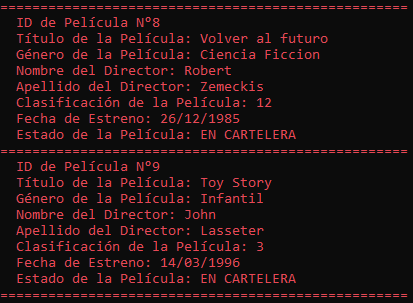 ==================================================
ID de Película N°8
Título de la Película: Volver al futuro
Género de la Película: Ciencia Ficcion
Nombre del Director: Robert
Apellido del Director: Zemeckis
Clasificación de la Película: 12
Fecha de Estreno: 26/12/1985
Estado de la Película: EN CARTELERA
==================================================
ID de Película N°9
Título de la Película: Toy Story
Género de la Película: Infantil
Nombre del Director: John
Apellido del Director: Lasseter
Clasificación de la Película: 3
Fecha de Estreno: 14/03/1996
Estado de la Película: EN CARTELERA
==================================================